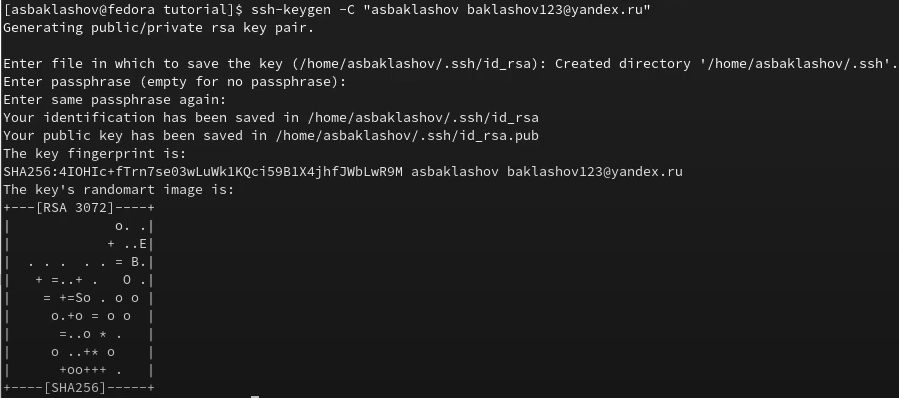 [asbaklashov@fedora tutorial]$ ssh-keygen -C "asbaklashov baklashov123@yandex.ru"
Generating public/private rsa key pair.

Enter file in which to save the key (/home/asbaklashov/.ssh/id_rsa): Created directory '/home/asbaklashov/.ssh'.
Enter passphrase (empty for no passphrase):
Enter same passphrase again:
Your identification has been saved in /home/asbaklashov/.ssh/id_rsa
Your public key has been saved in /home/asbaklashov/.ssh/id_rsa.pub
The key fingerprint is:
SHA256:4IOHIc+fTrn7se03wLuWk1KQci59B1X4jhfJWbLwR9M asbaklashov baklashov123@yandex.ru
The key's randomart image is:
+---[RSA 3072]----+
|             o. .|
|            + ..E|
|  . . .  . . = B.|
|   + =..+ .   O .|
|    = +=So . o o |
|     o.+o = o o  |
|      =..o * .   |
|     o ..+* o    |
|      +oo+++ .   |
+----[SHA256]-----+